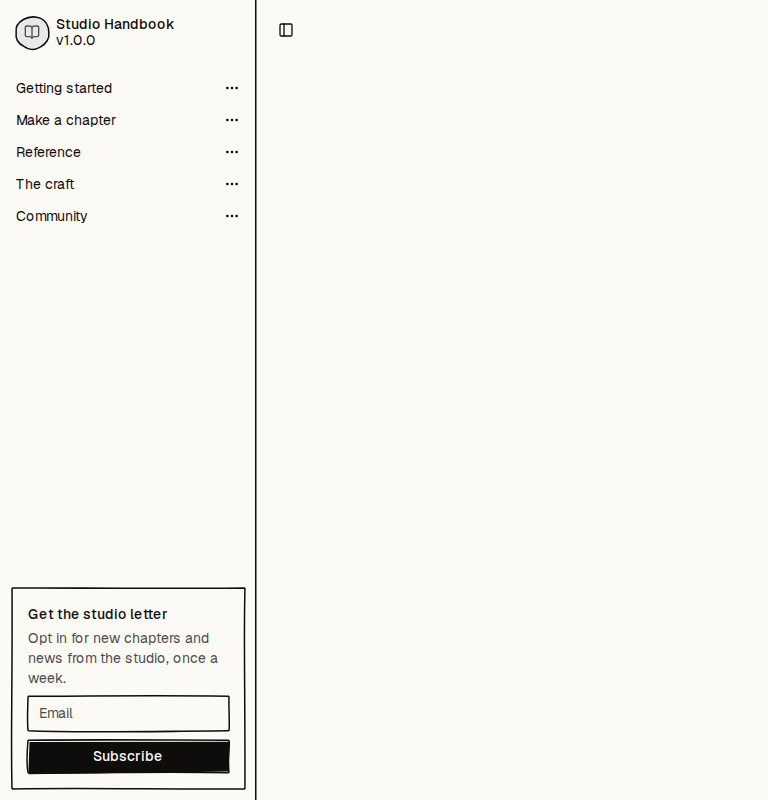 Studio Handbook
v1.0.0
Getting started
Make a chapter
Reference
The craft
Community
Get the studio letter
Opt in for new chapters and
news from the studio, once a
week.
Email
Subscribe